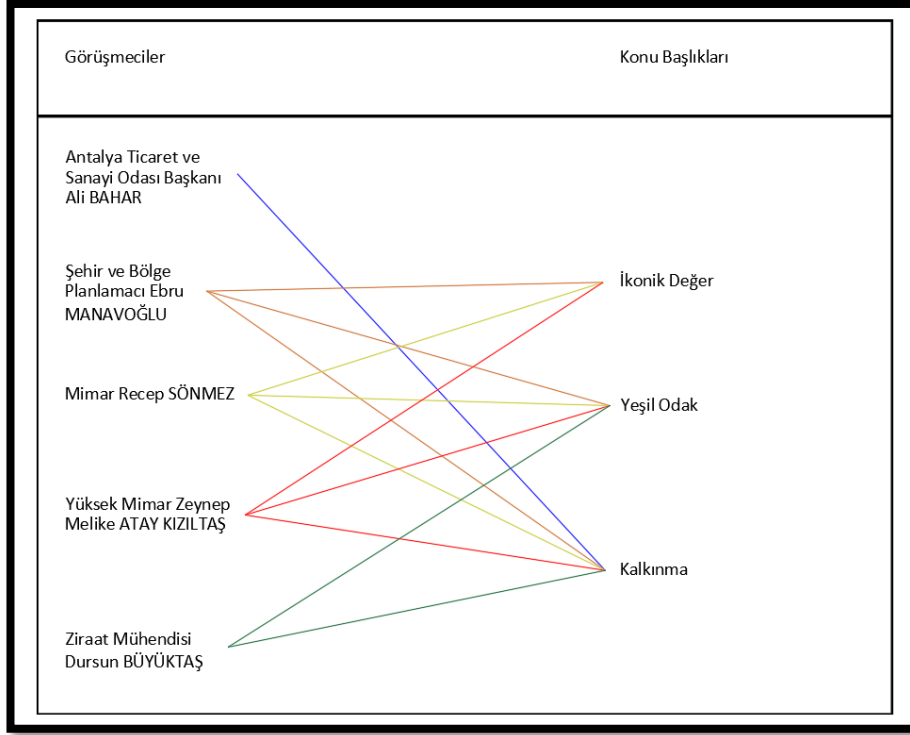 Görüşmeciler
Konu Başlıkları
Antalya Ticaret ve
Sanayi Odası Başkanı
Ali BAHAR
Şehir ve Bölge
Planlamacı Ebru
MANAVOĞLU
Mimar Recep SÖNMEZ
Yüksek Mimar Zeynep
Melike ATAY KIZILTAŞ
Ziraat Mühendisi
Dursun BÜYÜKTAŞ
İkonik Değer
Yeşil Odak
Kalkınma